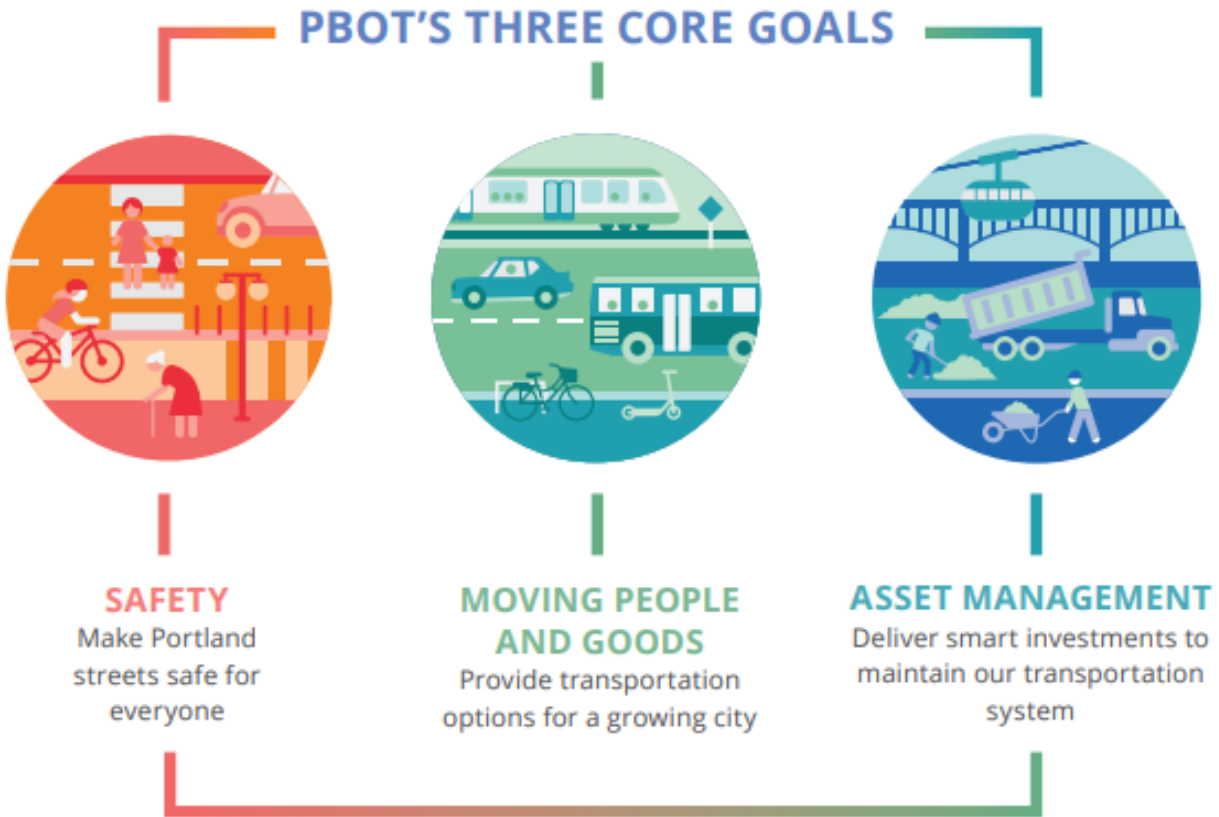 PBOT’S THREE CORE GOALS
SAFETY
Make Portland
streets safe for
everyone
MOVING PEOPLE
AND GOODS
Provide transportation
options for a growing city
ASSET MANAGEMENT
Deliver smart investments to
maintain our transportation
system